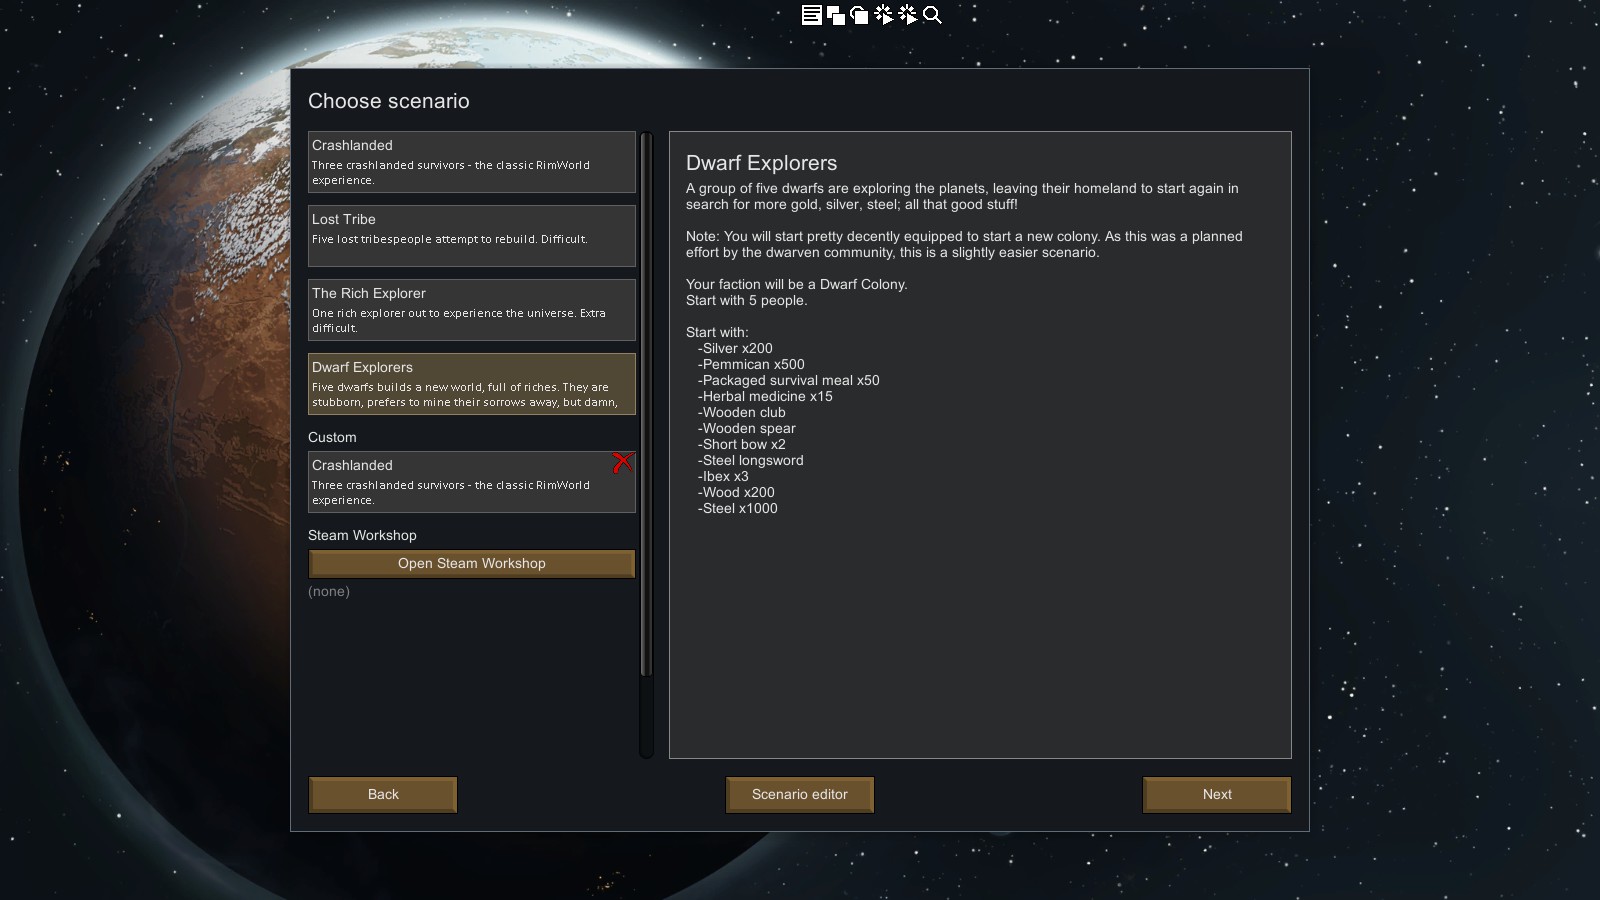 Choose scenario
Crashlanded
Three crashlanded survivors - the classic RimWorld
experience.
Lost Tribe
Five lost tribespeople attempt to rebuild. Difficult.
The Rich Explorer
One rich explorer out to experience the universe. Extra
difficult.
Dwarf Explorers
Five dwarfs builds a new world, full of riches. They are
stubborn, prefers to mine their sorrows away, but damn,
Custom
Crashlanded
Three crashlanded survivors - the classic RimWorld
experience.
Steam Workshop
Open Steam Workshop
(none)
Dwarf Explorers
A group of five dwarfs are exploring the planets, leaving their homeland to start again in
search for more gold, silver, steel; all that good stuff!
Note: You will start pretty decently equipped to start a new colony. As this was a planned
effort by the dwarven community, this is a slightly easier scenario.
Your faction will be a Dwarf Colony.
Start with 5 people.
Start with:
-Silver x200
-Pemmican x500
-Packaged survival meal x50
-Herbal medicine x15
-Wooden club
-Wooden spear
-Short bow x2
-Steel longsword
-Ibex x3
-Wood x200
-Steel x1000
Back
Scenario editor
Next